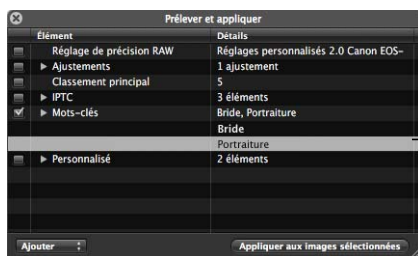 Prélever et appliquer
Élément Détails
Réglage de précision RAW Réglages personnalisés 2.0 Canon EOS-
Ajustements 1 ajustement
Classement principal 5
IPTC 3 éléments
Mots-clés Bride, Portraiture
Bride
Portraiture
Personnalisé 2 éléments
Ajouter Appliquer aux images sélectionnées